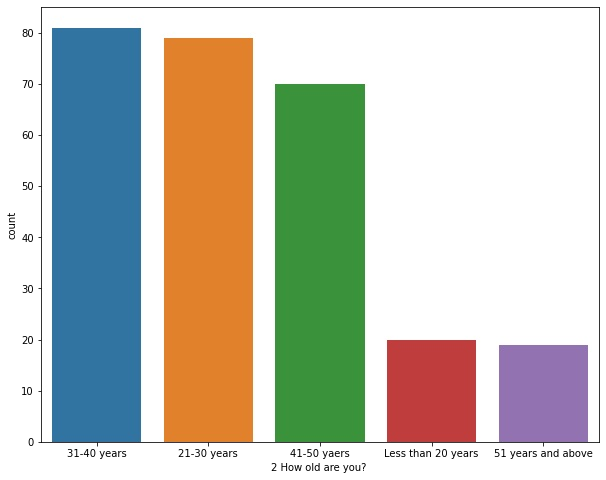 80
70
60
50
40
30
20
10
0
count
31-40 years
21-30 years
41-50 yaers
Less than 20 years
51 years and above
2 How old are you?